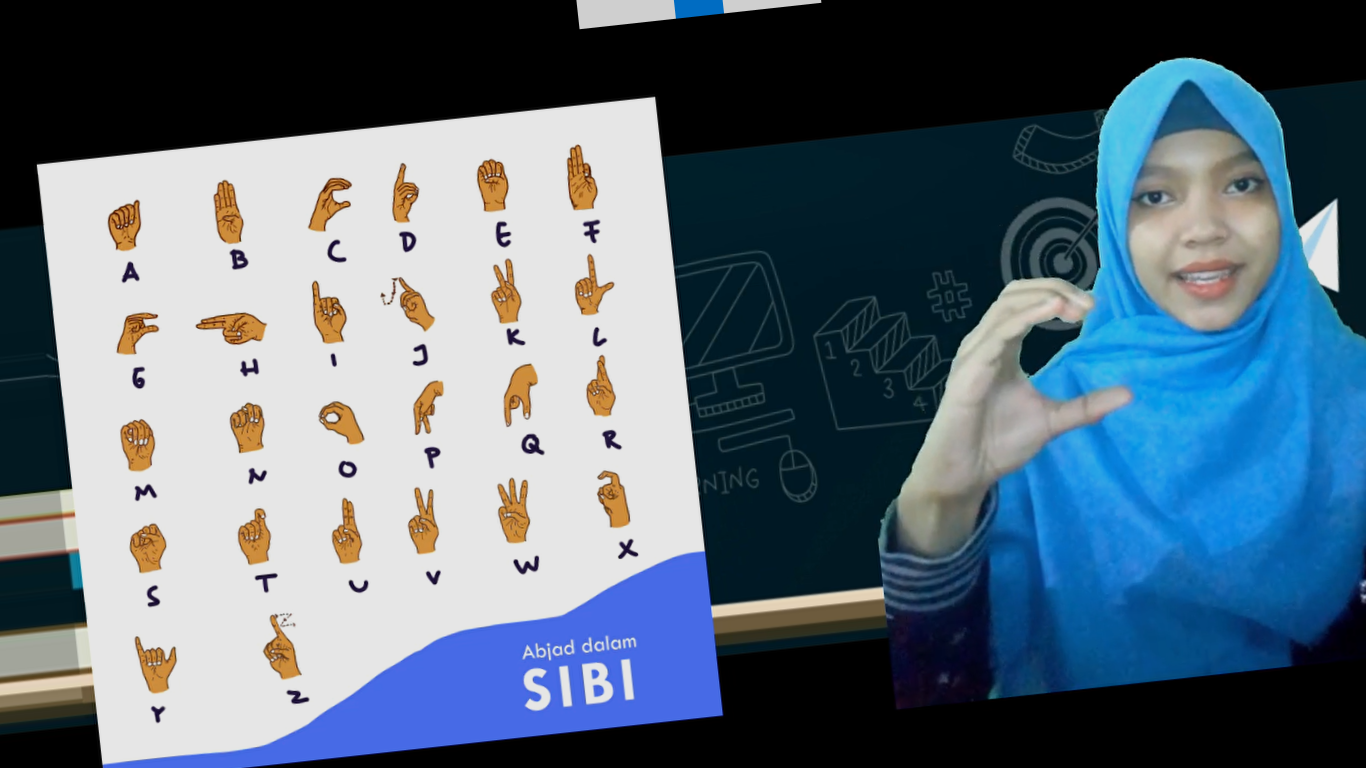 A B C D E F
G H I J K L
M N O P Q R
S T U V W X
Y Z
Abjad dalam
SIBI
1 2 3 4
NING